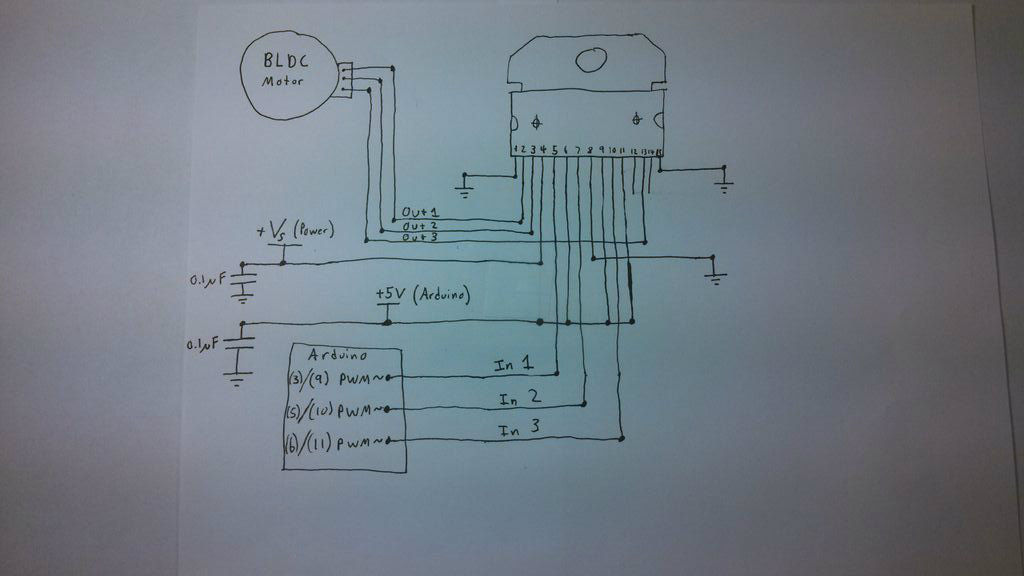 BLDC
Motor
1 2 3 4 5 6 7 8 9 10 11 12 13 14 15
Out 1
Out 2
Out 3
+ Vs (Power)
0.1µF
+5V (Arduino)
0.1µF
Arduino
(3)/(9) PWM~
(5)/(10) PWM~
(6)/(11) PWM~
In 1
In 2
In 3